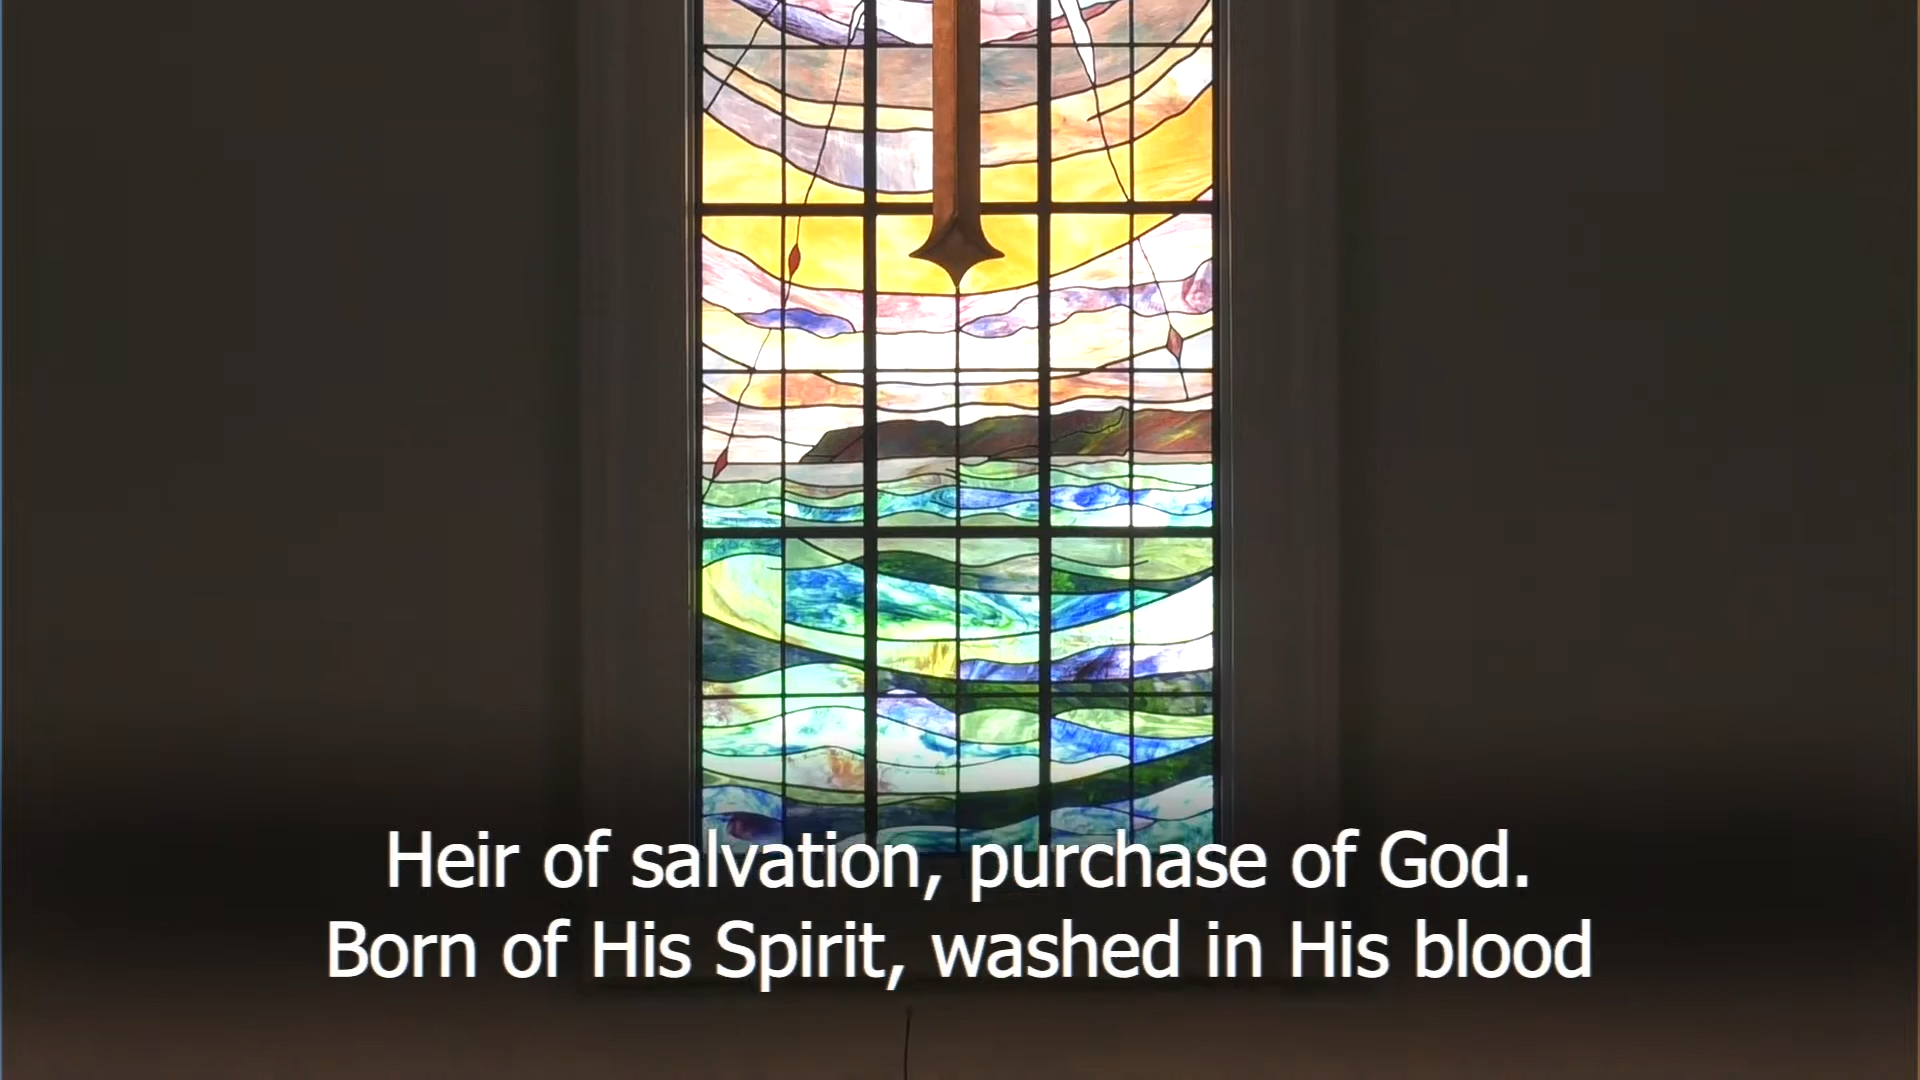 Heir of salvation, purchase of God.
Born of His Spirit, washed in His blood